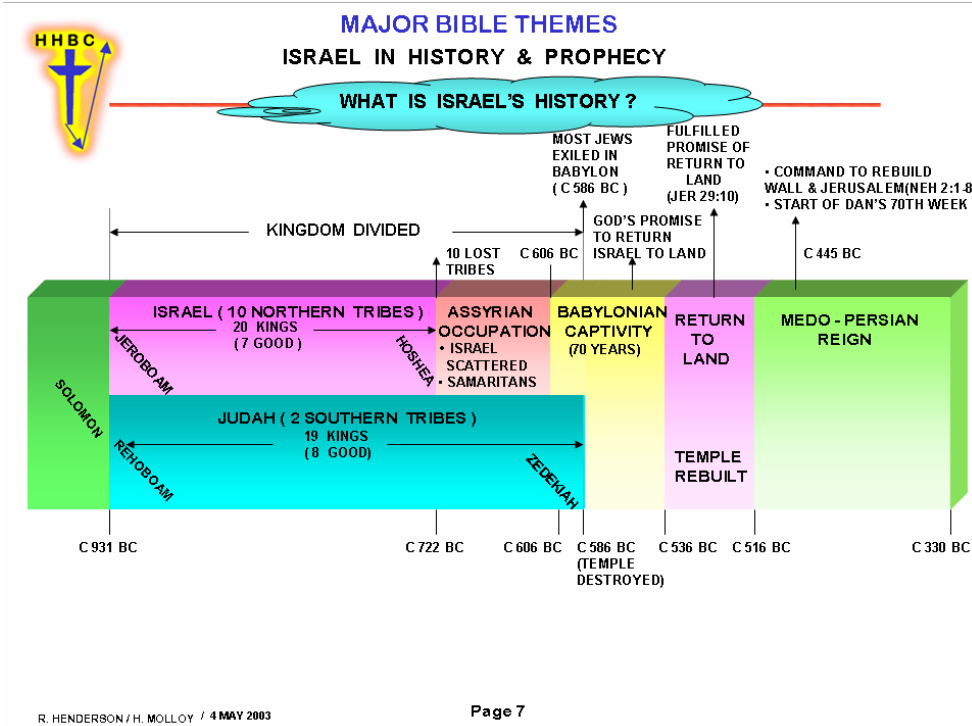 HHBC
MAJOR BIBLE THEMES
ISRAEL IN HISTORY & PROPHECY
WHAT IS ISRAEL'S HISTORY ?
MOST JEWS
EXILED IN
BABYLON
( C 586 BC )
FULFILLED
PROMISE OF
RETURN TO
LAND
(JER 29:10)
• COMMAND TO REBUILD
WALL & JERUSALEM(NEH 2:1-8
• START OF DAN'S 70TH WEEK
KINGDOM DIVIDED
GOD'S PROMISE
TO RETURN
ISRAEL TO LAND
10 LOST
TRIBES
C 606 BC
C 445 BC
SOLOMON
ISRAEL ( 10 NORTHERN TRIBES )
20 KINGS
( 7 GOOD )
JEROBOAM
HOSHEA
ASSYRIAN
OCCUPATION
• ISRAEL
SCATTERED
• SAMARITANS
BABYLONIAN
CAPTIVITY
(70 YEARS)
RETURN
TO
LAND
MEDO - PERSIAN
REIGN
JUDAH ( 2 SOUTHERN TRIBES )
19 KINGS
( 8 GOOD)
REHOBOAM
ZEDEKIAH
TEMPLE
REBUILT
C 931 BC
C 722 BC
C 606 BC
C 586 BC
(TEMPLE
DESTROYED)
C 536 BC
C 516 BC
C 330 BC
R. HENDERSON / H. MOLLOY / 4 MAY 2003
Page 7